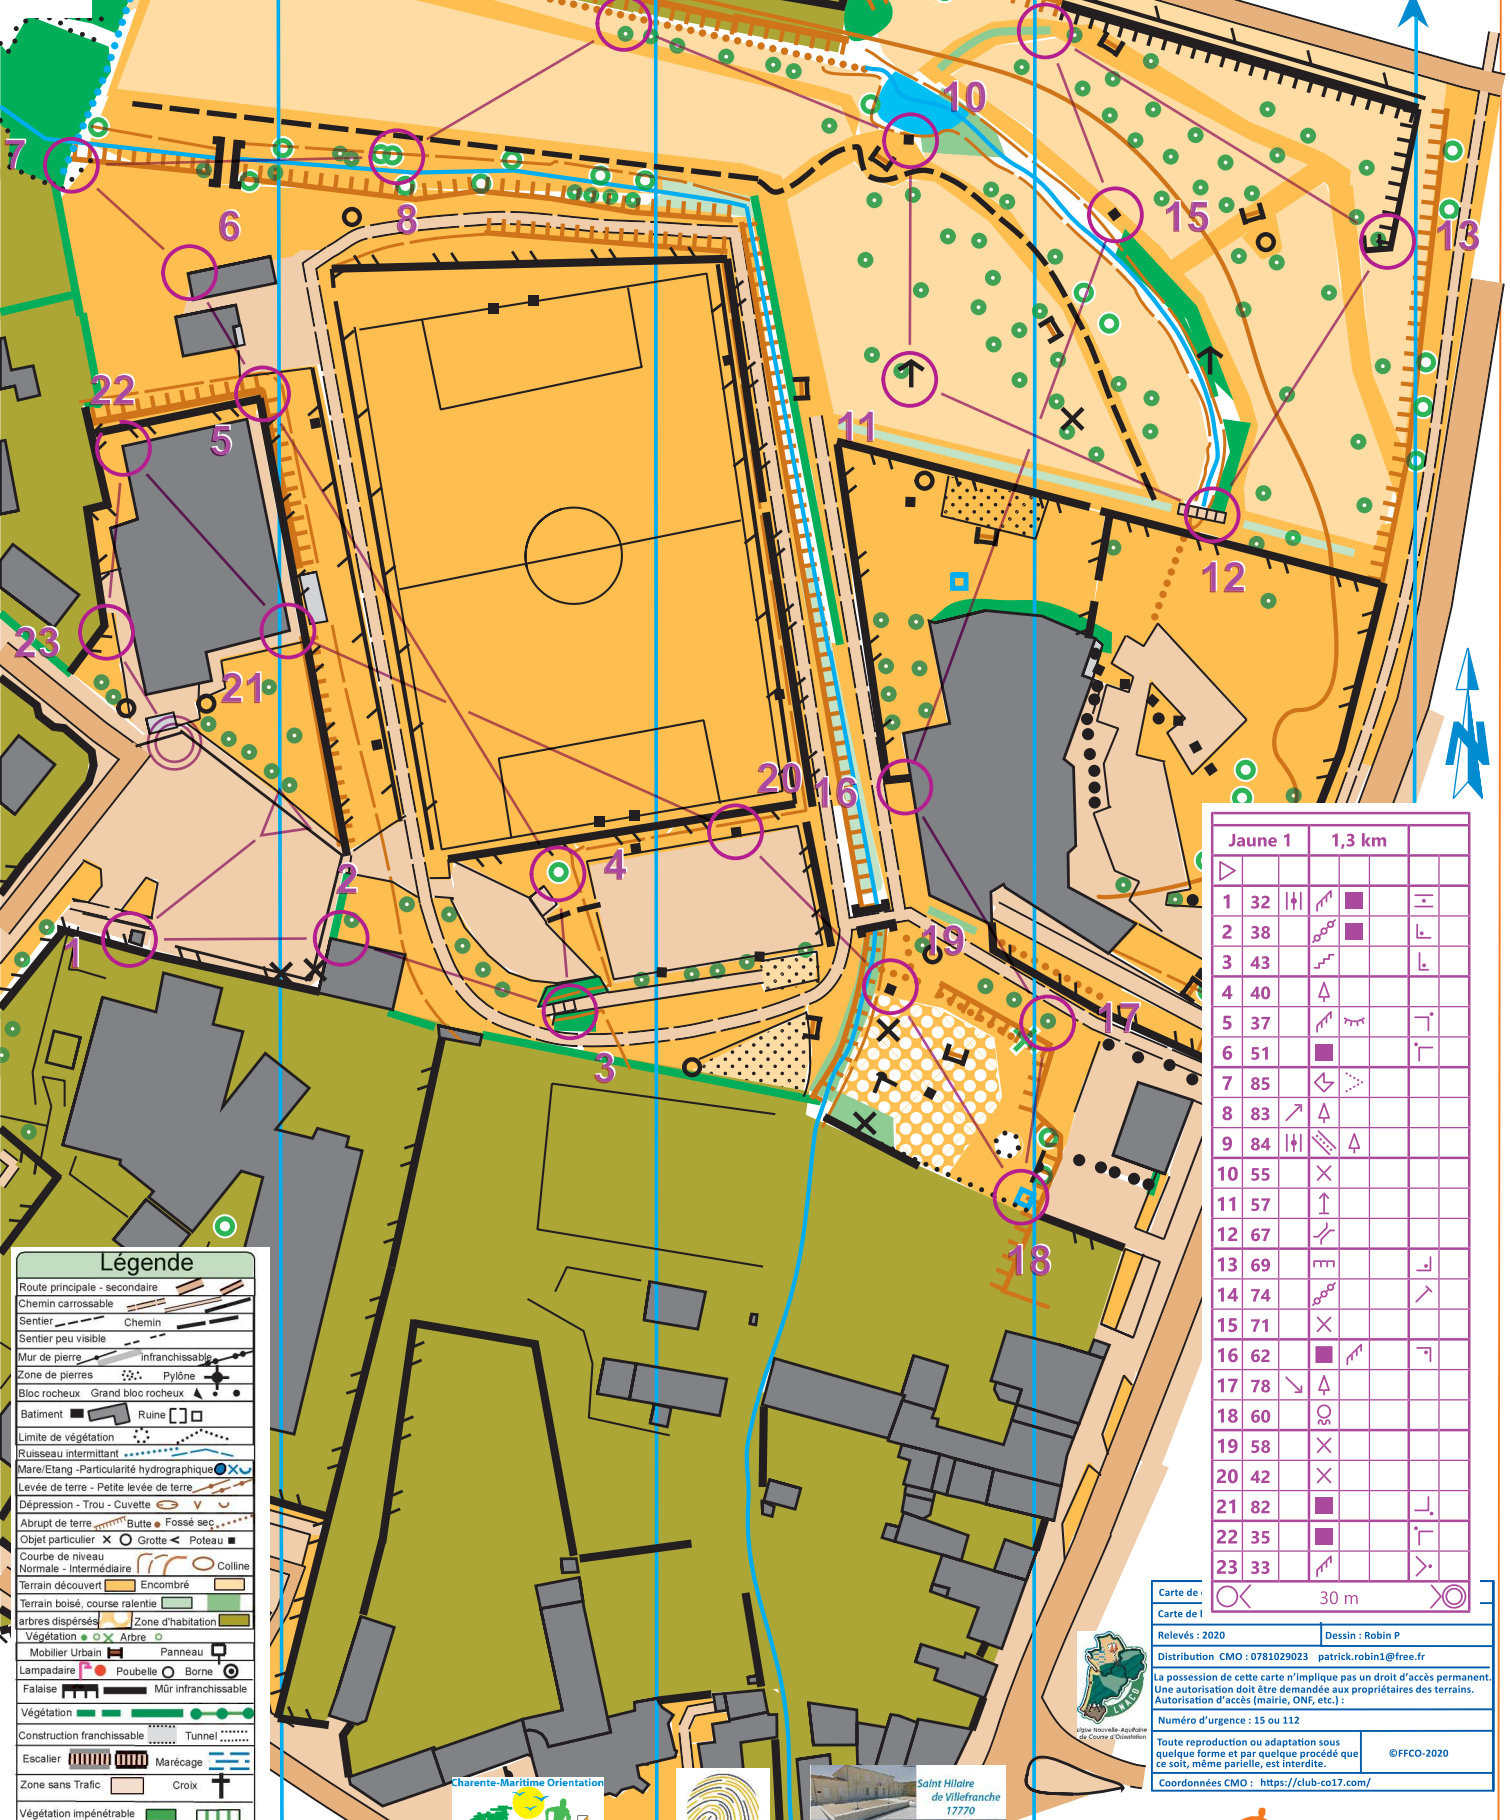 10
7
15
6
8
13
22
11
5
12
23
21
20
16
4
2
1
19
17
3
18
Jaune 1 1,3 km
1 32
2 38
3 43
4 40
5 37
6 51
7 85
8 83
9 84
10 55
11 57
12 67
13 69
14 74
15 71
16 62
17 78
18 60
19 58
20 42
21 82
22 35
23 33
30 m
N
Légende
Route principale - secondaire
Chemin carrossable
Sentier Chemin
Sentier peu visible
Mur de pierre infranchissable
Zone de pierres Pylône
Bloc rocheux Grand bloc rocheux
Batiment Ruine
Limite de végétation
Ruisseau intermittant
Mare/Etang -Particularité hydrographique
Levée de terre - Petite levée de terre
Dépression - Trou - Cuvette
Abrupt de terre Butte Fossé sec
Objet particulier Grotte Poteau
Courbe de niveau
Normale - Intermédiaire Colline
Terrain découvert Encombré
Terrain boisé, course ralentie
arbres dispérsés Zone d'habitation
Végétation Arbre
Mobilier Urbain Panneau
Lampadaire Poubelle Borne
Falaise Mûr infranchissable
Végétation
Construction franchissable Tunnel
Escalier Marécage
Zone sans Trafic Croix
Végétation impénétrable
Carte de
Carte de
Relevés : 2020 Dessin : Robin P
Distribution CMO : 0781029023 patrick.robin1@free.fr
La possession de cette carte n'implique pas un droit d'accès permanent.
Une autorisation doit être demandée aux propriétaires des terrains.
Autorisation d'accès (mairie, ONF, etc.) :
Numéro d'urgence : 15 ou 112
Toute reproduction ou adaptation sous
quelque forme et par quelque procédé que
ce soit, même parielle, est interdite.
©FFCO-2020
Coordonnées CMO : https://club-co17.com/
LNACO
Ligue Nouvelle-Aquitaine
de Course d'Orientation
Charente-Maritime Orientation
Saint Hilaire
de Villefranche
17770